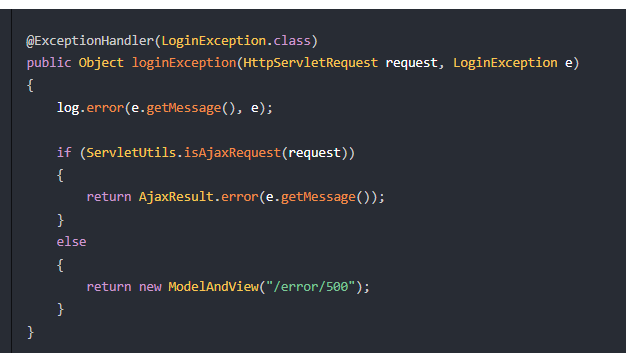 @ExceptionHandler(LoginException.class)
public Object loginException(HttpServletRequest request, LoginException e)
{
log.error(e.getMessage(), e);
if (ServletUtils.isAjaxRequest(request))
{
return AjaxResult.error(e.getMessage());
}
else
{
return new ModelAndView("/error/500");
}
}